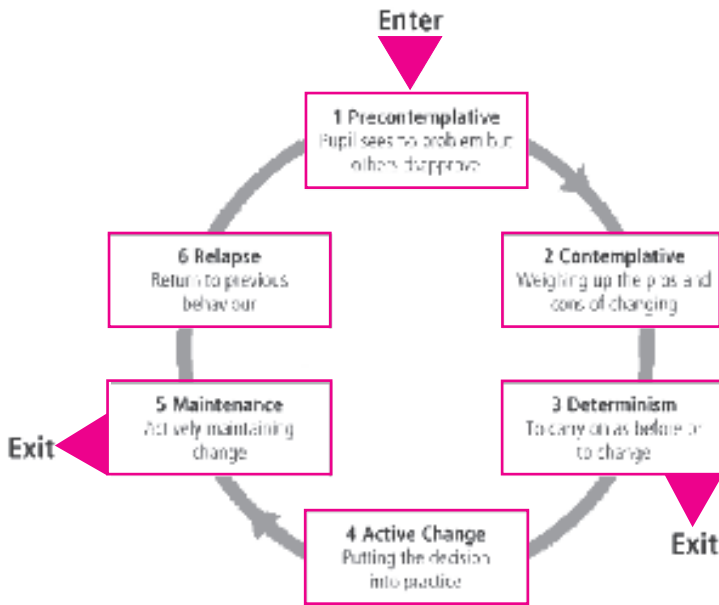 Enter
1 Precontemplative
Pupil sees no problem but
others disapprove
2 Contemplative
Weighing up the pros and
cons of changing
3 Determinism
To carry on as before or
to change
Exit
4 Active Change
Putting the decision
into practice
5 Maintenance
Actively maintaining
change
Exit
6 Relapse
Return to previous
behaviour